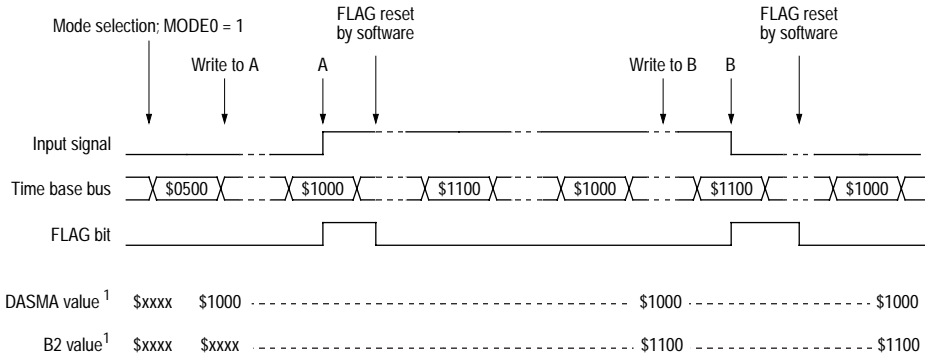 Mode selection; MODE0 = 1
FLAG reset
by software
FLAG reset
by software
Write to A
A
Write to B
B
Input signal
Time base bus $0500 $1000 $1100 $1000 $1100 $1000
FLAG bit
DASMA value 1 $xxxx $1000 $1000 $1000
B2 value1 $xxxx $xxxx $1100 $1100